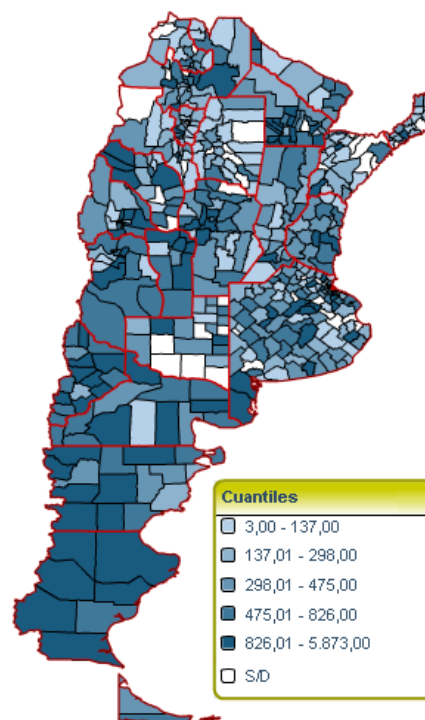 Cuantiles
3,00 - 137,00
137,01 - 298,00
298,01 - 475,00
475,01 - 826,00
826,01 - 5.873,00
S/D